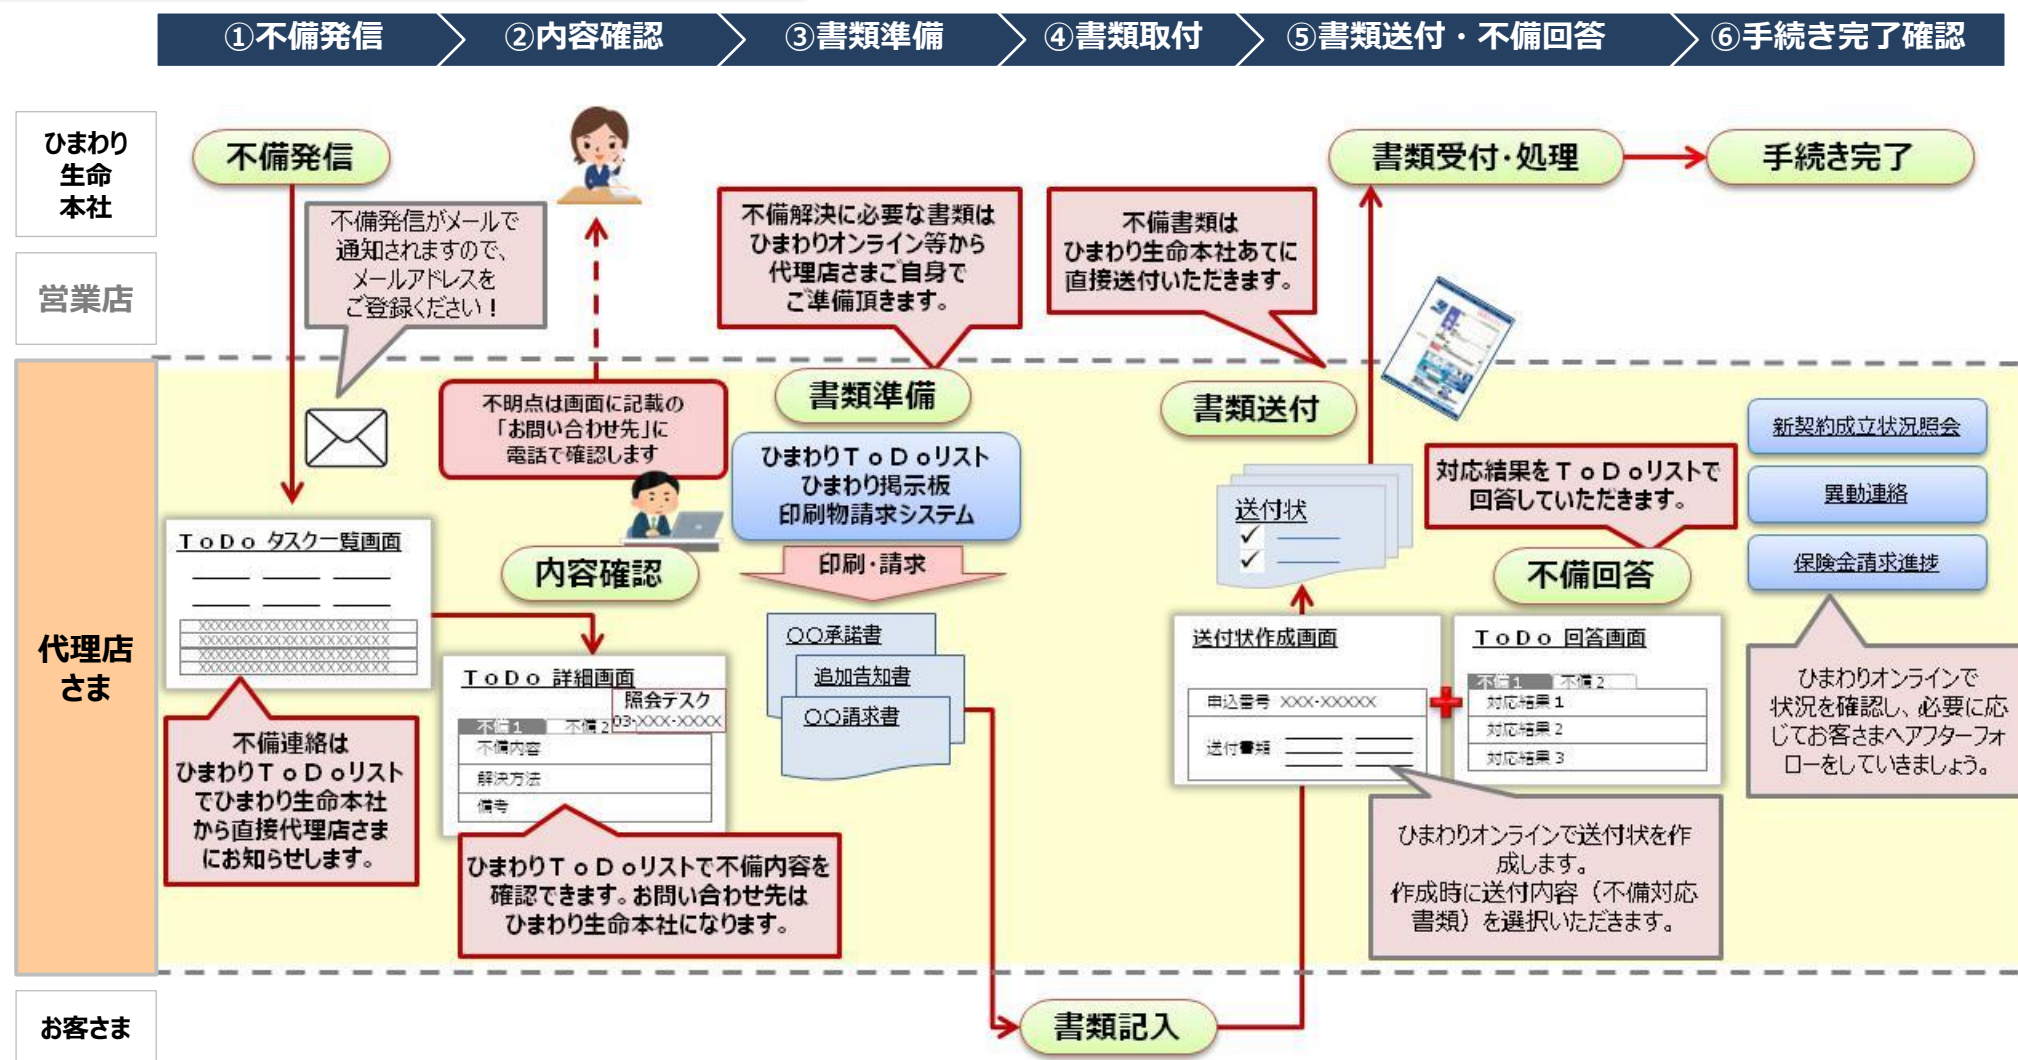 ①不備発信
②内容確認
③書類準備
④書類取付
⑤書類送付・不備回答
⑥手続き完了確認
ひまわり
生命
本社
営業店
代理店
さま
お客さま
不備発信
不備発信がメールで
通知されますので、
メールアドレスを
ご登録ください！
ＴｏＤｏ タスク一覧画面
XXXXXXXXXXXXXXXXXXXXXXX
XXXXXXXXXXXXXXXXXXXXXXX
XXXXXXXXXXXXXXXXXXXXXXX
XXXXXXXXXXXXXXXXXXXXXXX
不備連絡は
ひまわりＴｏＤｏリスト
でひまわり生命本社
から直接代理店さま
にお知らせします。
不明点は画面に記載の
「お問い合わせ先」に
電話で確認します
内容確認
ＴｏＤｏ 詳細画面
照会デスク
03-XXX-XXXX
不備1
不備2
不備内容
解決方法
備考
ひまわりＴｏＤｏリストで不備内容を
確認できます。お問い合わせ先は
ひまわり生命本社になります。
不備解決に必要な書類は
ひまわりオンライン等から
代理店さまご自身で
ご準備頂きます。
書類準備
ひまわりＴｏＤｏリスト
ひまわり掲示板
印刷物請求システム
印刷・請求
〇〇承諾書
追加告知書
〇〇請求書
書類記入
不備書類は
ひまわり生命本社あてに
直接送付いただきます。
書類送付
送付状
送付状作成画面
申込番号 XXX-XXXXX
送付書類
ひまわりオンラインで送付状を作
成します。
作成時に送付内容（不備対応
書類）を選択いただきます。
書類受付・処理
手続き完了
対応結果をＴｏＤｏリストで
回答していただきます。
不備回答
ＴｏＤｏ 回答画面
不備1
不備2
対応結果1
対応結果2
対応結果3
新契約成立状況照会
異動連絡
保険金請求進捗
ひまわりオンラインで
状況を確認し、必要に応
じてお客さまへアフターフォ
ローをしていきましょう。